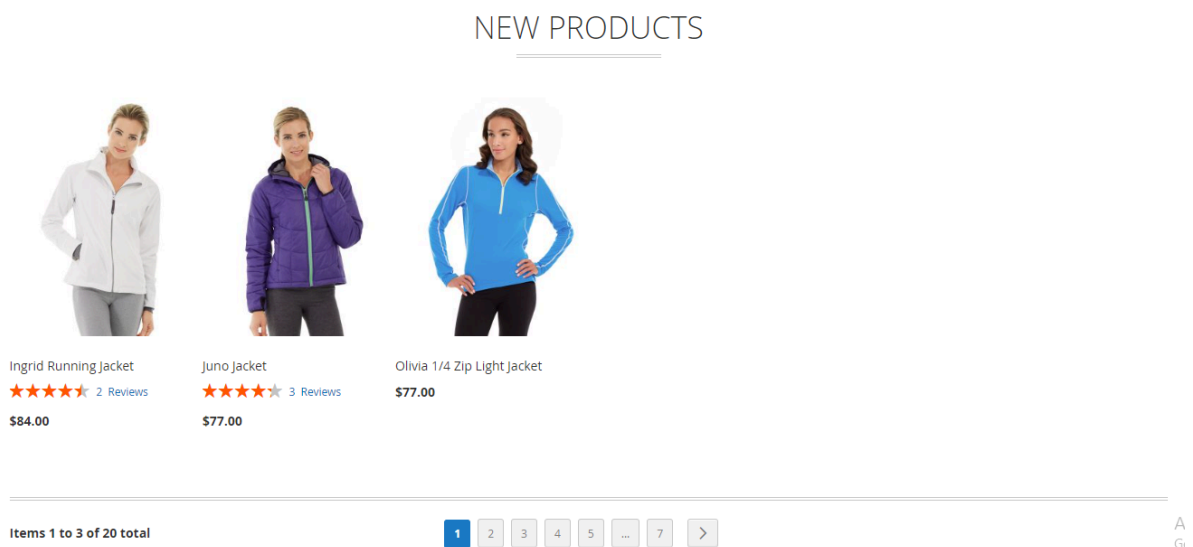 NEW PRODUCTS
Ingrid Running Jacket
2 Reviews
$84.00
Juno Jacket
3 Reviews
$77.00
Olivia 1/4 Zip Light Jacket
$77.00
Items 1 to 3 of 20 total
1 2 3 4 5 ... 7